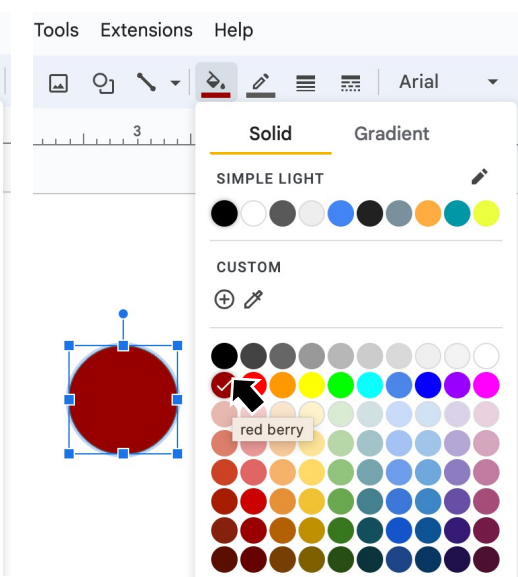 Tools Extensions Help
Arial
3
Solid Gradient
SIMPLE LIGHT
CUSTOM
red berry